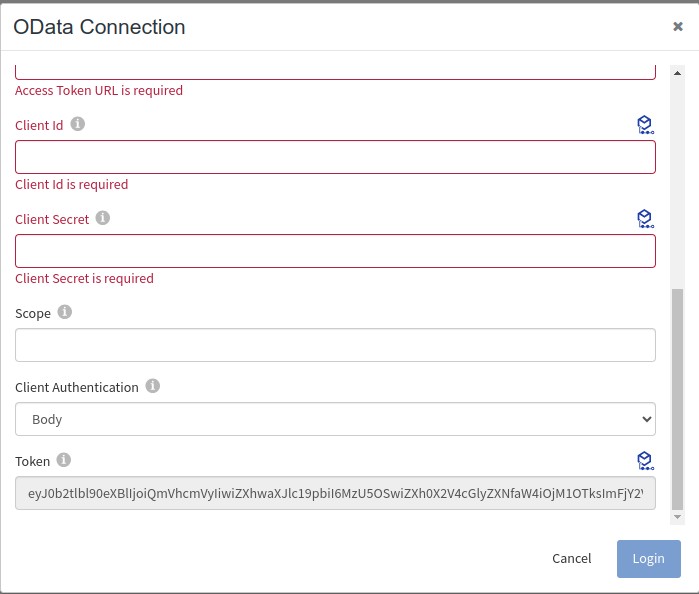 OData Connection
Access Token URL is required
Client Id
Client Id is required
Client Secret
Client Secret is required
Scope
Client Authentication
Body
Token
eyJ0b2tlbl90eXBlIjoiQmVhcmVyIiwiZXhwaXJlc19pbiI6MzU5OSwiZXh0X2V4cGlyZXNfaW4iOjM1OTksImFjY2V
Cancel
Login